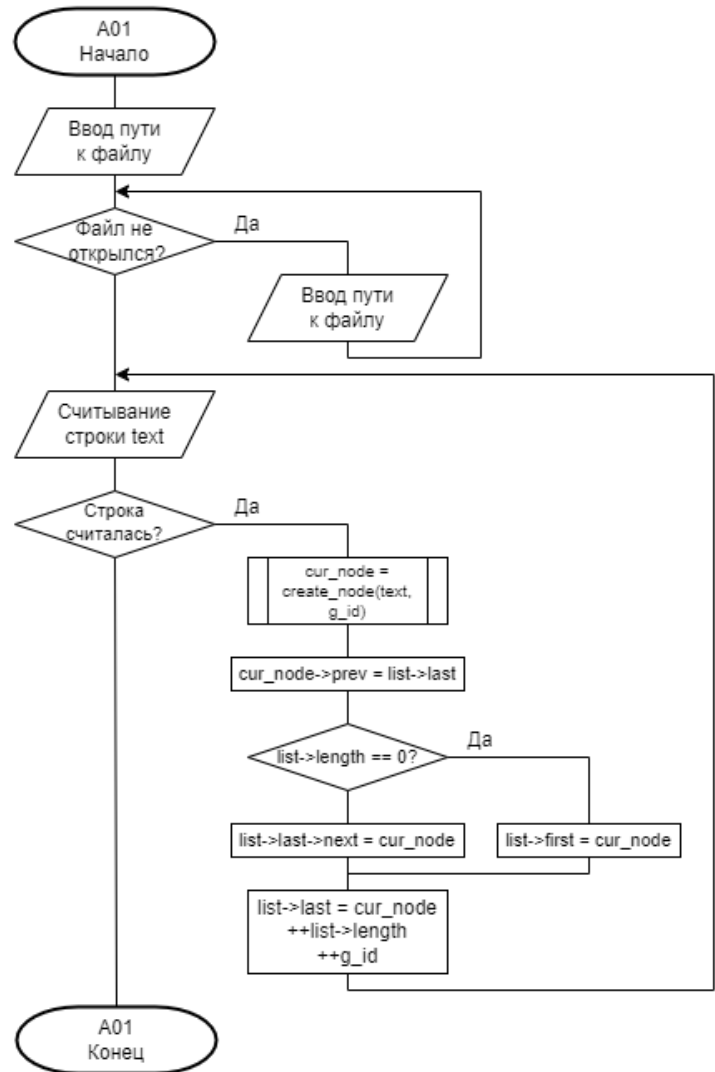 A01
Начало
Ввод пути
к файлу
Файл не
открылся?
Да
Ввод пути
к файлу
Считывание
строки text
Строка
считалась?
Да
cur_node =
create_node(text,
g_id)
cur_node->prev = list->last
list->length == 0?
Да
list->last->next = cur_node
list->first = cur_node
list->last = cur_node
++list->length
++g_id
A01
Конец